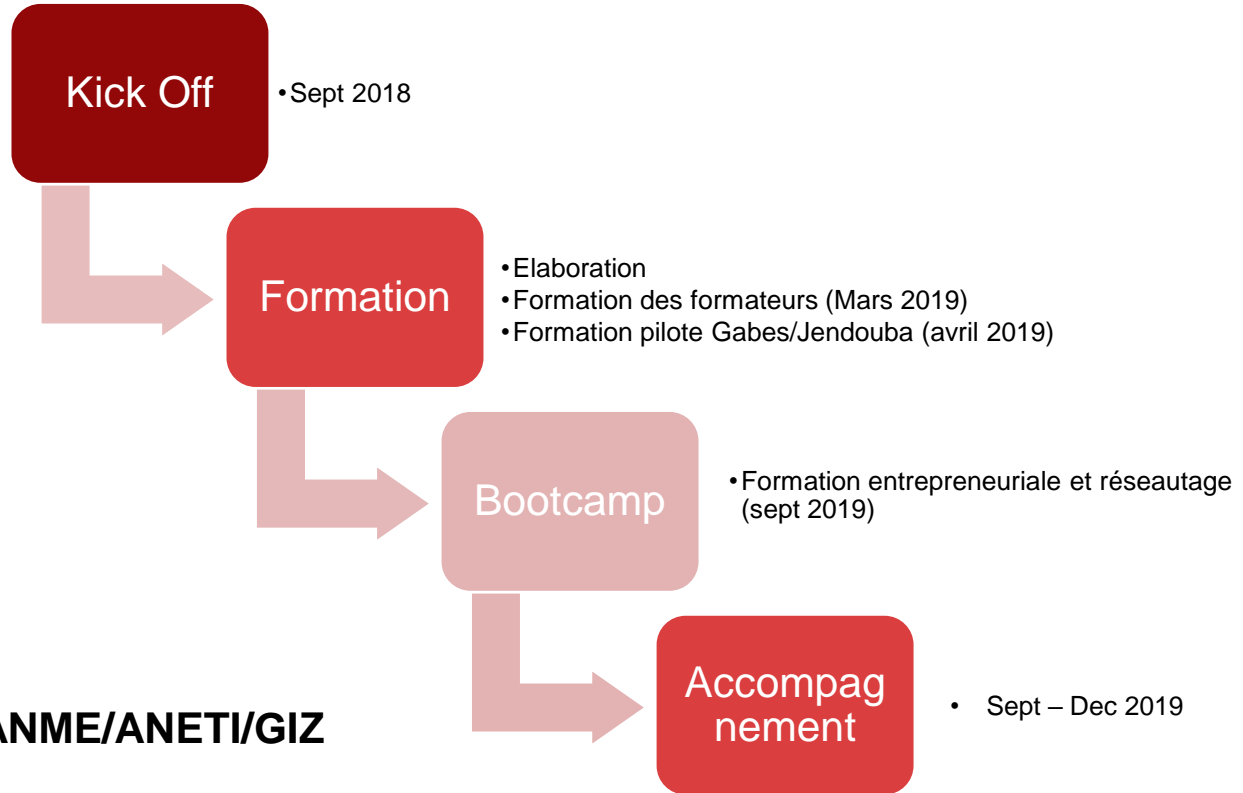 Kick Off
•Sept 2018
Formation
•Elaboration
•Formation des formateurs (Mars 2019)
•Formation pilote Gabes/Jendouba (avril 2019)
Bootcamp
•Formation entrepreneuriale et réseautage
(sept 2019)
Accompag
nement
• Sept – Dec 2019
ANME/ANETI/GIZ